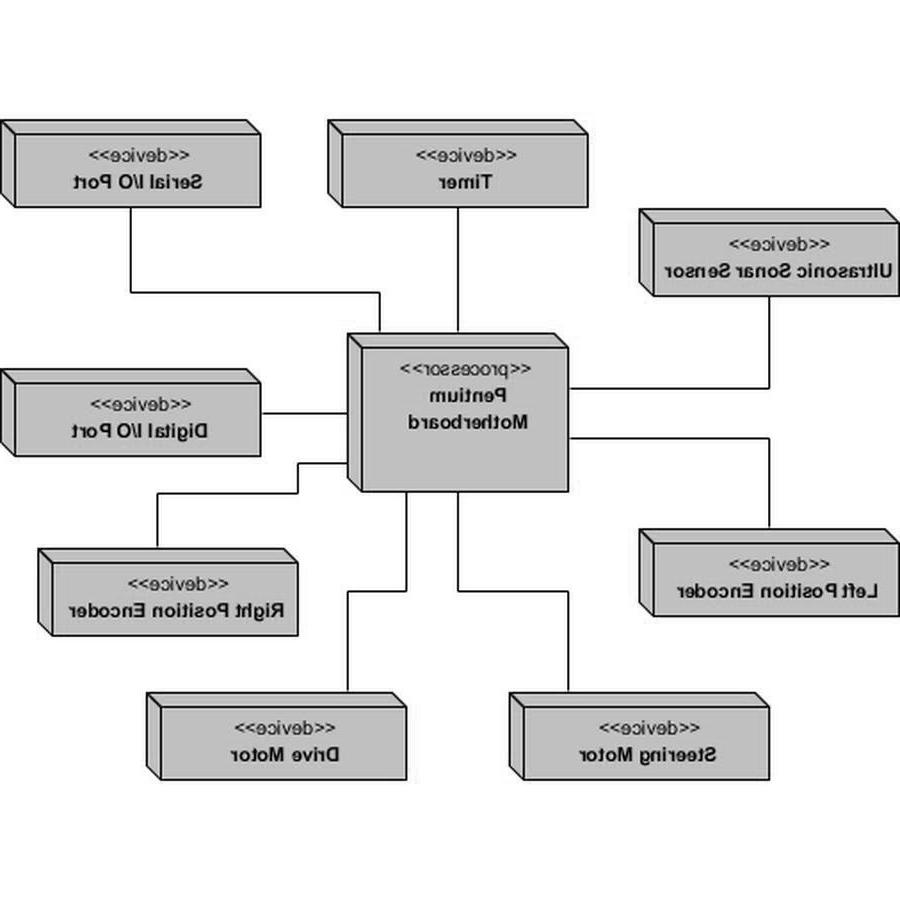 <<device>>
Serial I/O Port
<<device>>
Timer
<<device>>
Ultrasonic Sonar Sensor
<<processor>>
Pentium
Motherboard
<<device>>
Digital I/O Port
<<device>>
Right Position Encoder
<<device>>
Left Position Encoder
<<device>>
Drive Motor
<<device>>
Steering Motor